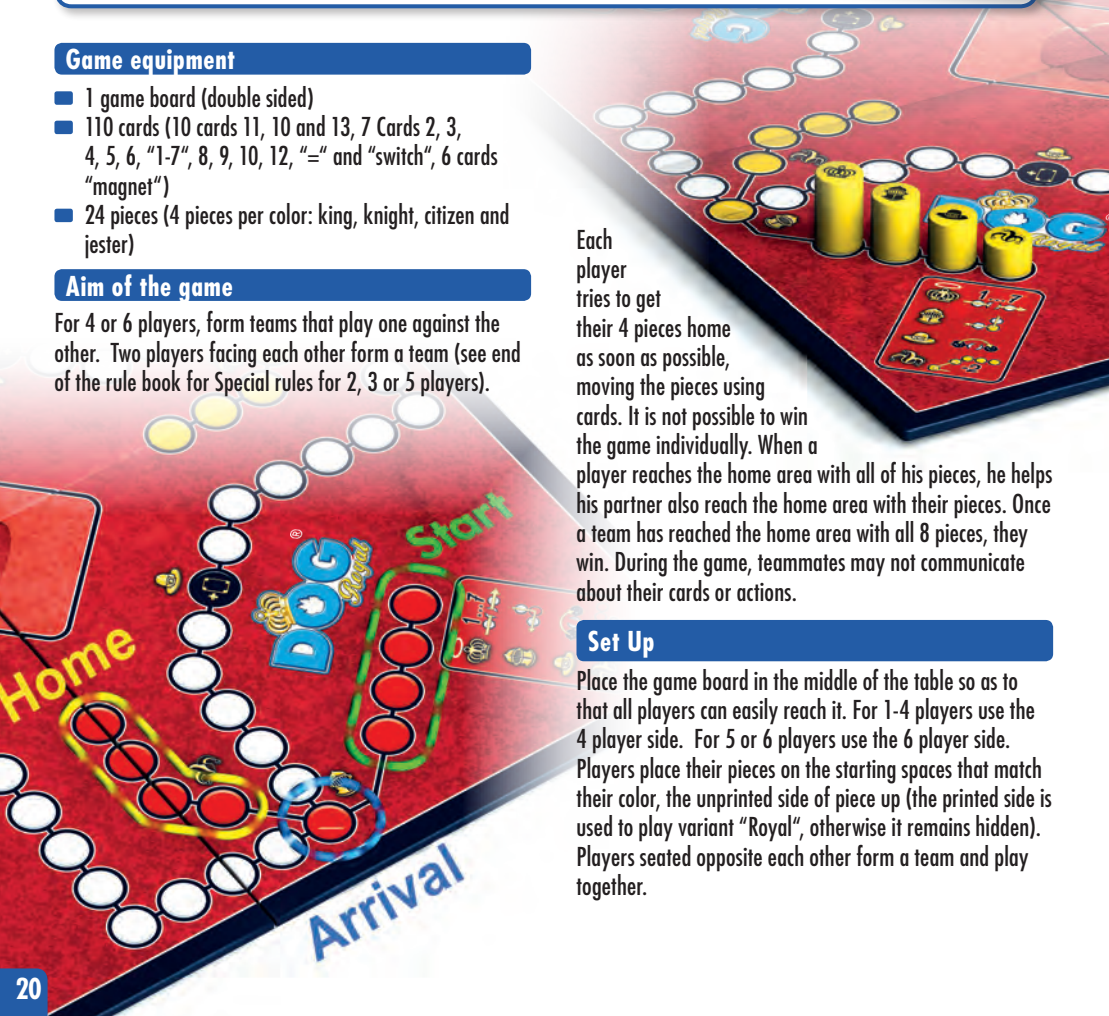 Game equipment
1 game board (double sided)
110 cards (10 cards 11, 10 and 13, 7 Cards 2, 3,
4, 5, 6, “1-7“, 8, 9, 10, 12, “=“ and “switch“, 6 cards
“magnet“)
24 pieces (4 pieces per color: king, knight, citizen and
jester)
Aim of the game
For 4 or 6 players, form teams that play one against the
other. Two players facing each other form a team (see end
of the rule book for Special rules for 2, 3 or 5 players).
Each
player
tries to get
their 4 pieces home
as soon as possible,
moving the pieces using
cards. It is not possible to win
the game individually. When a
player reaches the home area with all of his pieces, he helps
his partner also reach the home area with their pieces. Once
a team has reached the home area with all 8 pieces, they
win. During the game, teammates may not communicate
about their cards or actions.
Set Up
Place the game board in the middle of the table so as to
that all players can easily reach it. For 1-4 players use the
4 player side. For 5 or 6 players use the 6 player side.
Players place their pieces on the starting spaces that match
their color, the unprinted side of piece up (the printed side is
used to play variant “Royal“, otherwise it remains hidden).
Players seated opposite each other form a team and play
together.
DOG
Royal
1...7
-2
Start
DOG
Royal
®
1...7
Home
Arrival
20